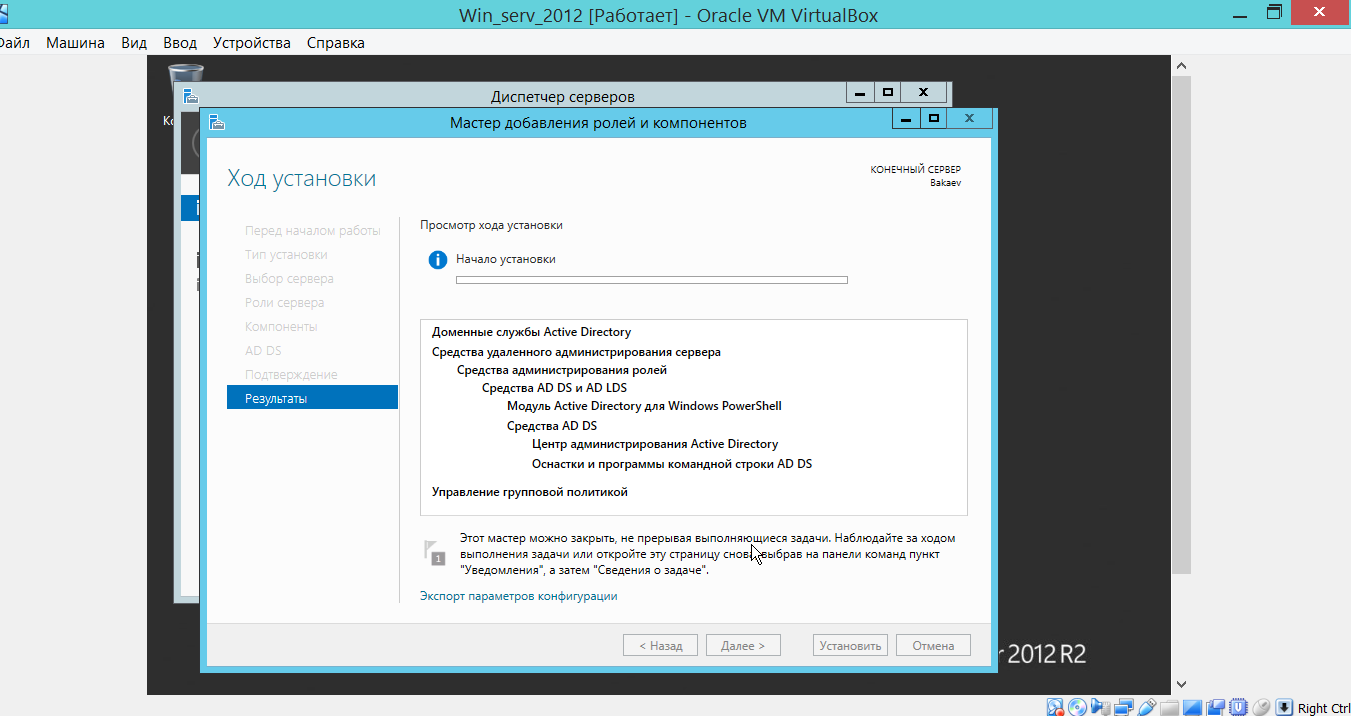 Win_serv_2012 [Работает] - Oracle VM VirtualBox
Файл Машина Вид Ввод Устройства Справка
Диспетчер серверов
Мастер добавления ролей и компонентов
Ход установки
КОНЕЧНЫЙ СЕРВЕР
Bakaev
Перед началом работы
Тип установки
Выбор сервера
Роли сервера
Компоненты
AD DS
Подтверждение
Результаты
Просмотр хода установки
Начало установки
Доменные службы Active Directory
Средства удаленного администрирования сервера
Средства администрирования ролей
Средства AD DS и AD LDS
Модуль Active Directory для Windows PowerShell
Средства AD DS
Центр администрирования Active Directory
Оснастки и программы командной строки AD DS
Управление групповой политикой
1
Этот мастер можно закрыть, не прерывая выполняющиеся задачи. Наблюдайте за ходом
выполнения задачи или откройте эту страницу снова, выбрав на панели команд пункт
"Уведомления", а затем "Сведения о задаче".
Экспорт параметров конфигурации
< Назад Далее > Установить Отмена
r 2012 R2
Right Ctrl